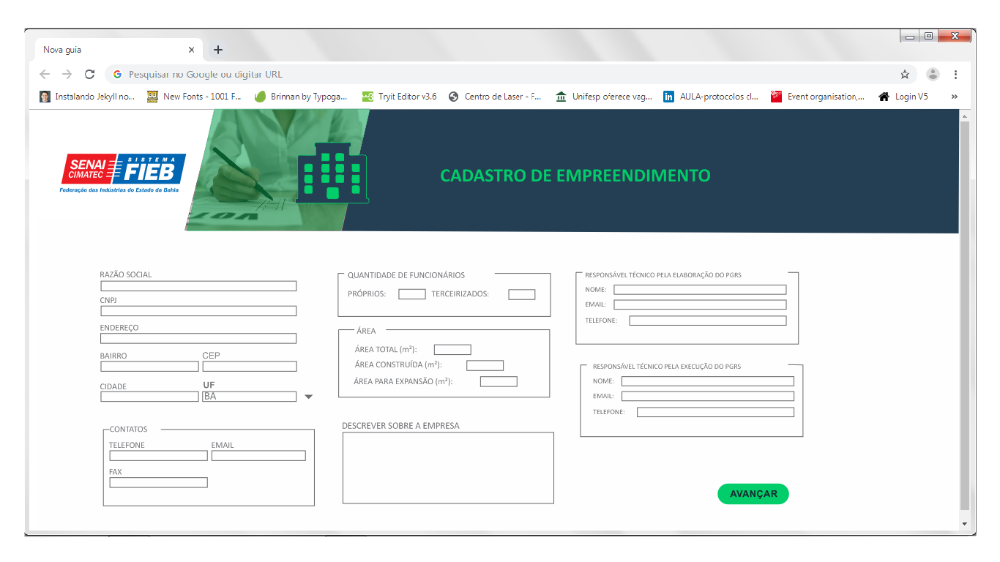 Nova guia
Pesquisar no Google ou digitar URL
Instalando Jekyll no... New Fonts - 1001 F... Brinnan by Typoga... Tryit Editor v3.6 Centro de Laser - F... Unifesp oferece vag... AULA-protocolos cl... Event organisation,... Login V5 »
SENAI
CIMATEC
SISTEMA
FIEB
Federação das Indústrias do Estado da Bahia
CADASTRO DE EMPREENDIMENTO
RAZÃO SOCIAL
CNPJ
ENDEREÇO
BAIRRO CEP
CIDADE UF
BA
CONTATOS
TELEFONE EMAIL
FAX
QUANTIDADE DE FUNCIONÁRIOS
PRÓPRIOS: TERCEIRIZADOS:
ÁREA
ÁREA TOTAL (m²):
ÁREA CONSTRUÍDA (m²):
ÁREA PARA EXPANSÃO (m²):
DESCREVER SOBRE A EMPRESA
RESPONSÁVEL TÉCNICO PELA ELABORAÇÃO DO PGRS
NOME:
EMAIL:
TELEFONE:
RESPONSÁVEL TÉCNICO PELA EXECUÇÃO DO PGRS
NOME:
EMAIL:
TELEFONE:
AVANÇAR